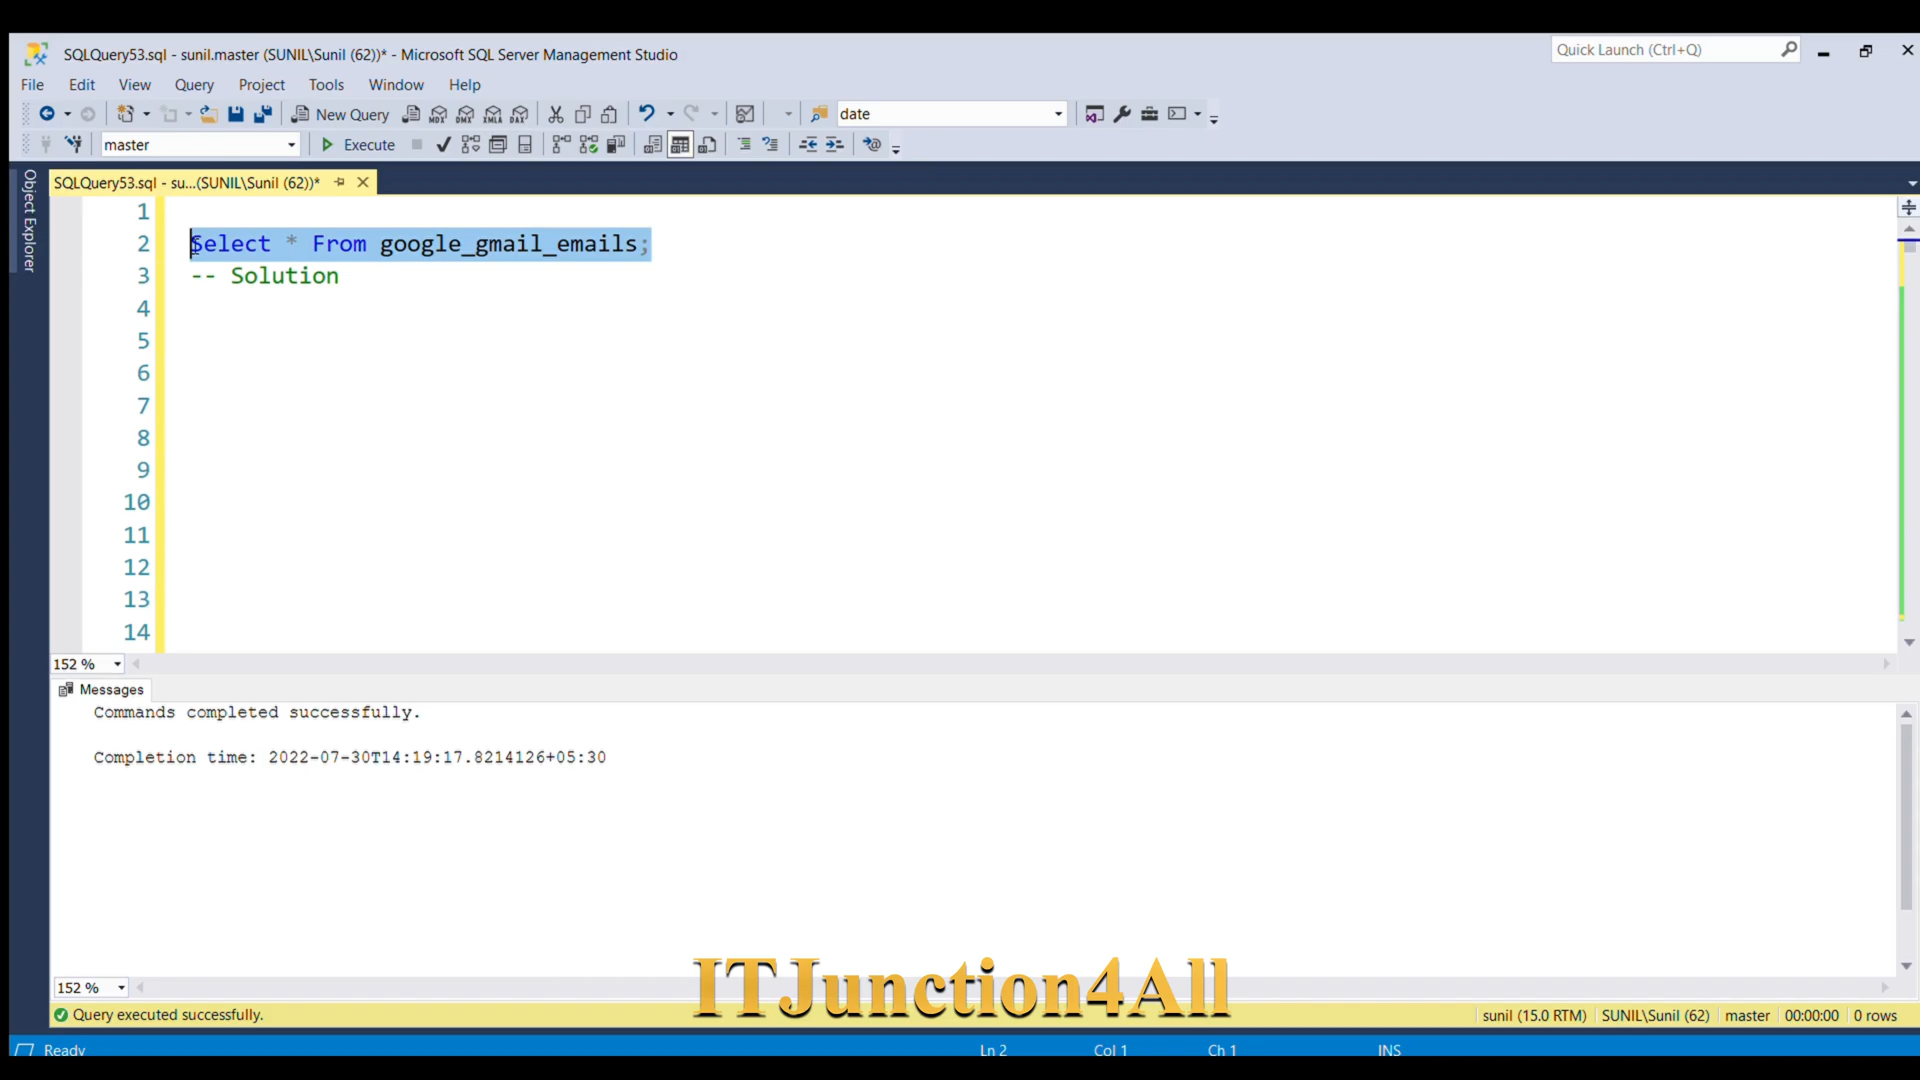 SQLQuery53.sql - sunil.master (SUNIL\Sunil (62))* - Microsoft SQL Server Management Studio
Quick Launch (Ctrl+Q)
File Edit View Query Project Tools Window Help
New Query MDX DMX XMLA DAX date
master Execute
Object Explorer
SQLQuery53.sql - su...(SUNIL\Sunil (62))*
1
2 Select * From google_gmail_emails;
3 -- Solution
4
5
6
7
8
9
10
11
12
13
14
152 %
Messages
Commands completed successfully.
Completion time: 2022-07-30T14:19:17.8214126+05:30
ITJunction4All
152 %
Query executed successfully. sunil (15.0 RTM) SUNIL\Sunil (62) master 00:00:00 0 rows
Ready Ln 2 Col 1 Ch 1 INS